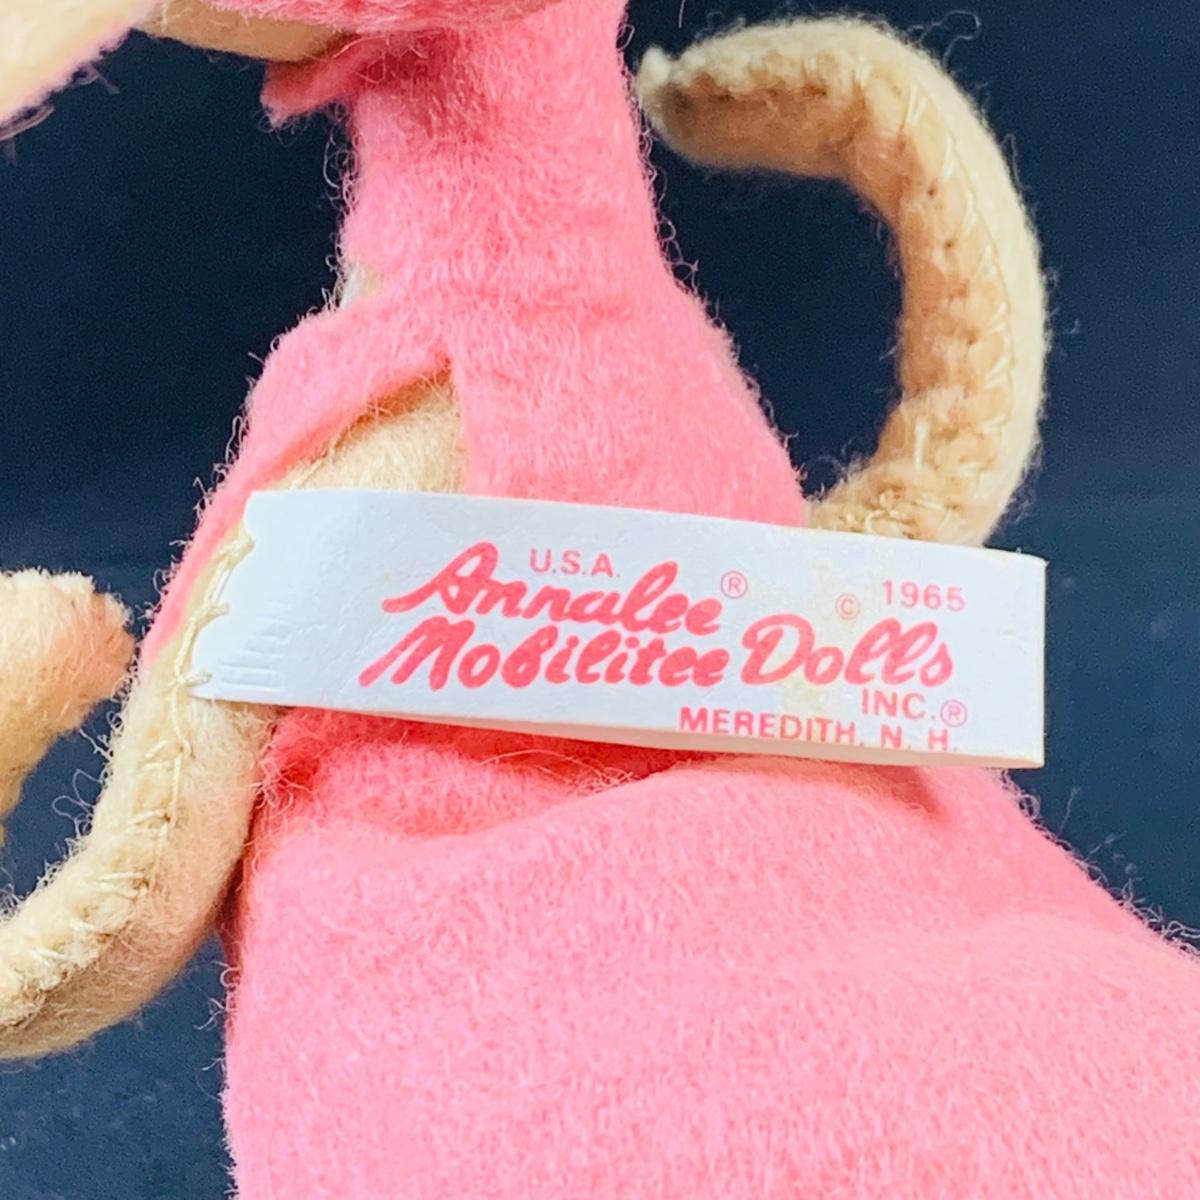 U.S.A.
Annalee® © 1965
Mobilitee Dolls
INC.®
MEREDITH, N. H.